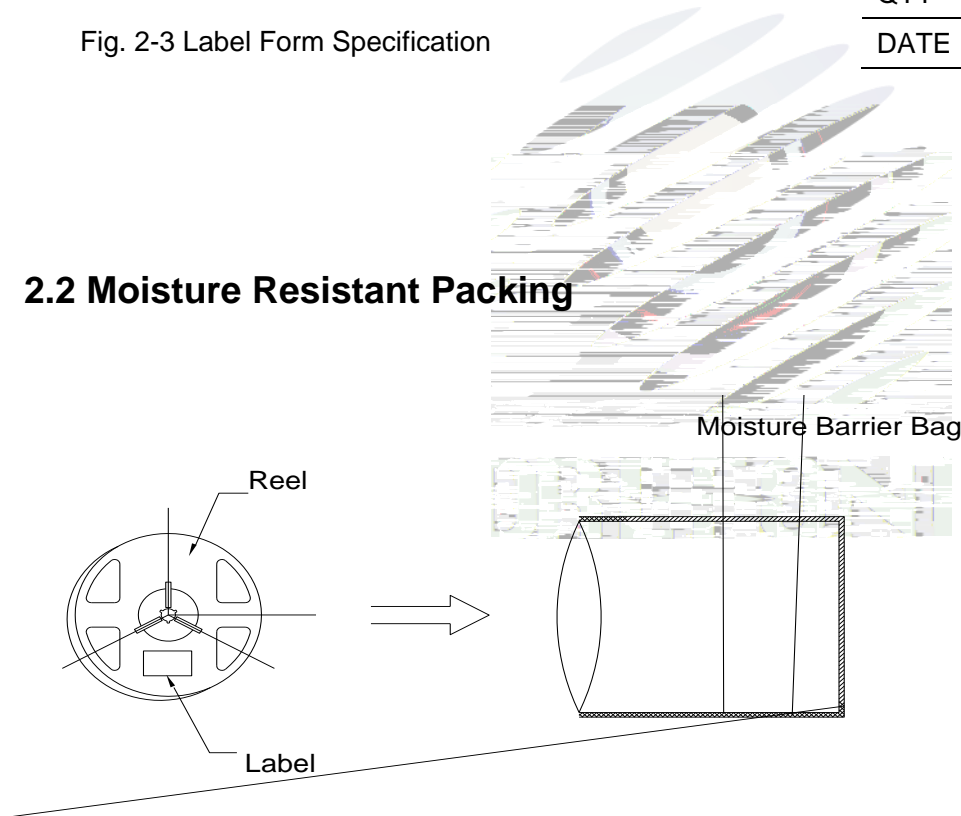 Fig. 2-3 Label Form Specification
DATE
2.2 Moisture Resistant Packing
Moisture Barrier Bag
Reel
Label